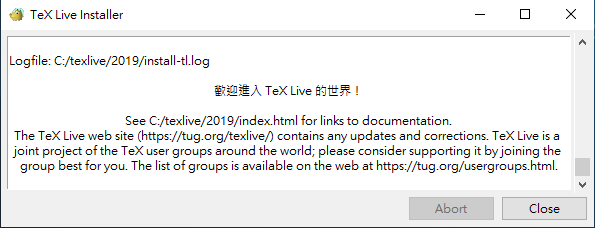 TeX Live Installer
Logfile: C:/texlive/2019/install-tl.log
歡迎進入 TeX Live 的世界！
See C:/texlive/2019/index.html for links to documentation.
The TeX Live web site (https://tug.org/texlive/) contains any updates and corrections. TeX Live is a
joint project of the TeX user groups around the world; please consider supporting it by joining the
group best for you. The list of groups is available on the web at https://tug.org/usergroups.html.
Abort
Close